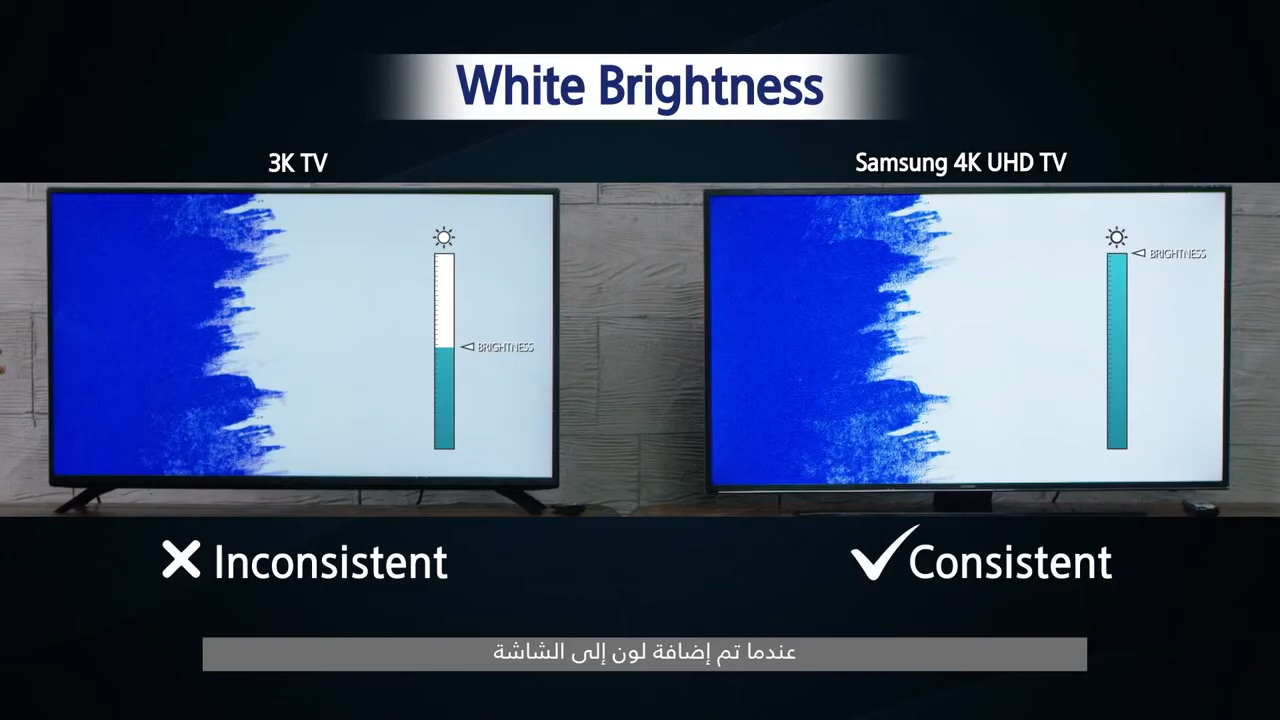 White Brightness
3K TV
Samsung 4K UHD TV
BRIGHTNESS
BRIGHTNESS
Inconsistent
Consistent
عندما تم إضافة لون إلى الشاشة